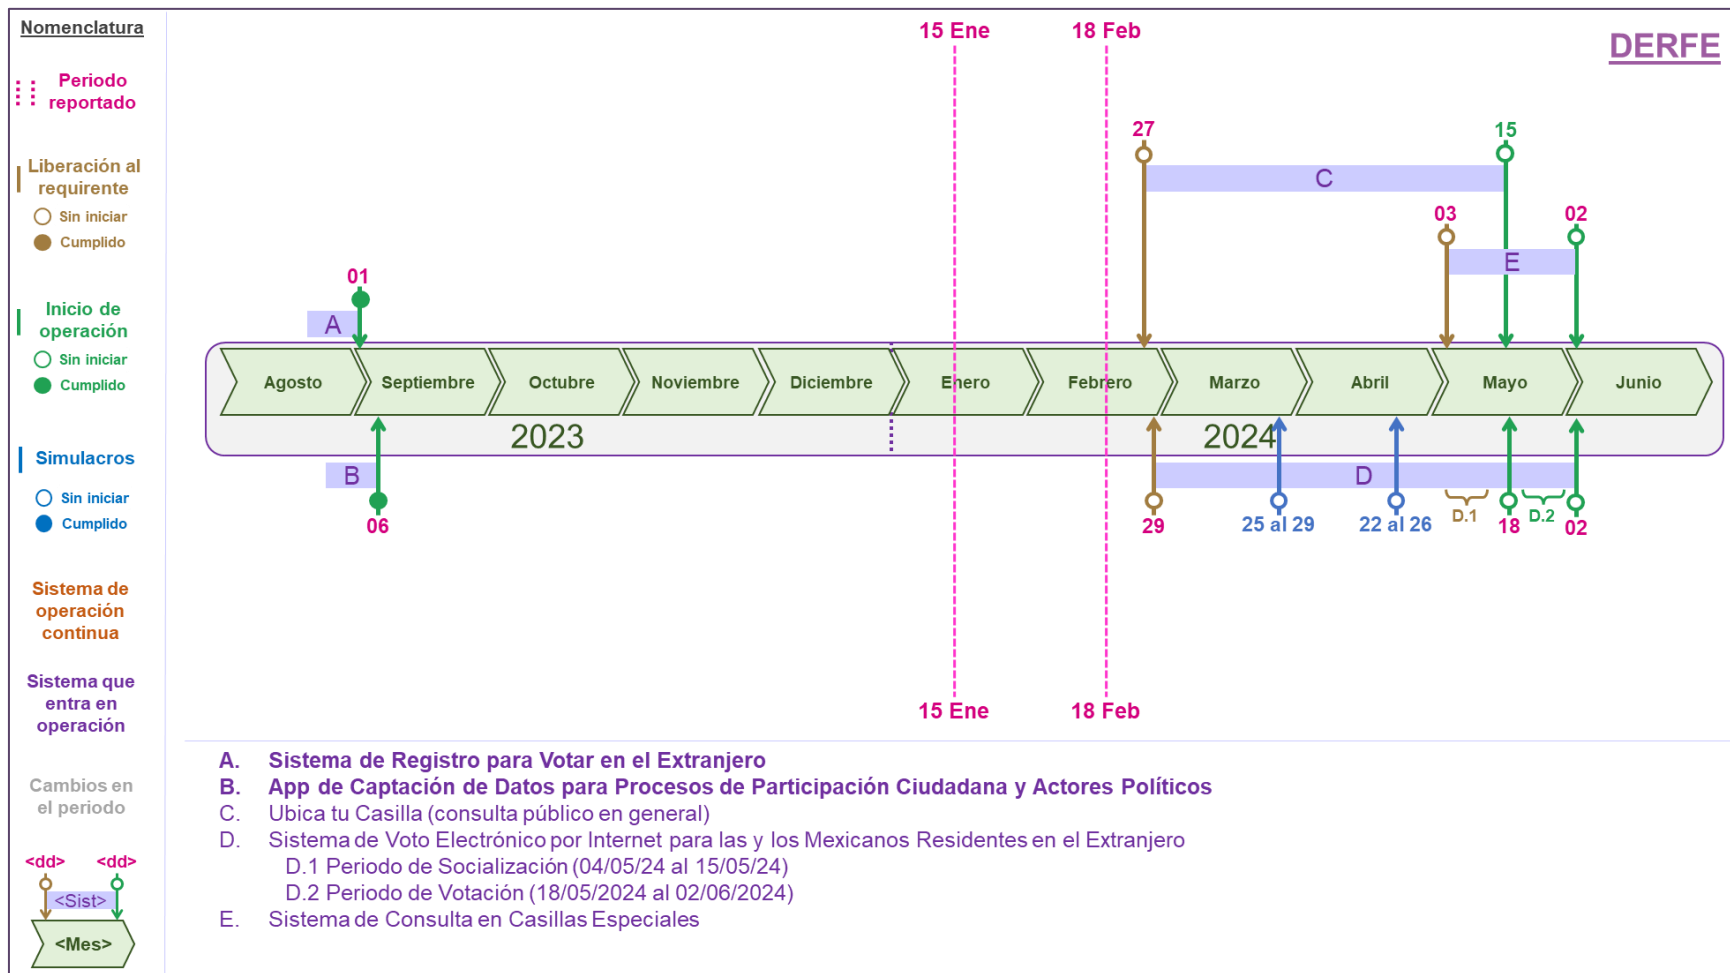 Nomenclatura
Periodo
reportado
Liberación al
requirente
Sin iniciar
Cumplido
Inicio de
operación
Sin iniciar
Cumplido
Simulacros
Sin iniciar
Cumplido
Sistema de
operación
continua
Sistema que
entra en
operación
Cambios en
el periodo
<dd> <dd>
<Sist>
<Mes>
15 Ene 18 Feb
DERFE
27 15
C
03 02
E
01
A
Agosto Septiembre Octubre Noviembre Diciembre Enero Febrero Marzo Abril Mayo Junio
2023 2024
B D
D.1 D.2
06 29 25 al 29 22 al 26 18 02
15 Ene 18 Feb
A. Sistema de Registro para Votar en el Extranjero
B. App de Captación de Datos para Procesos de Participación Ciudadana y Actores Políticos
C. Ubica tu Casilla (consulta público en general)
D. Sistema de Voto Electrónico por Internet para las y los Mexicanos Residentes en el Extranjero
D.1 Periodo de Socialización (04/05/24 al 15/05/24)
D.2 Periodo de Votación (18/05/2024 al 02/06/2024)
E. Sistema de Consulta en Casillas Especiales